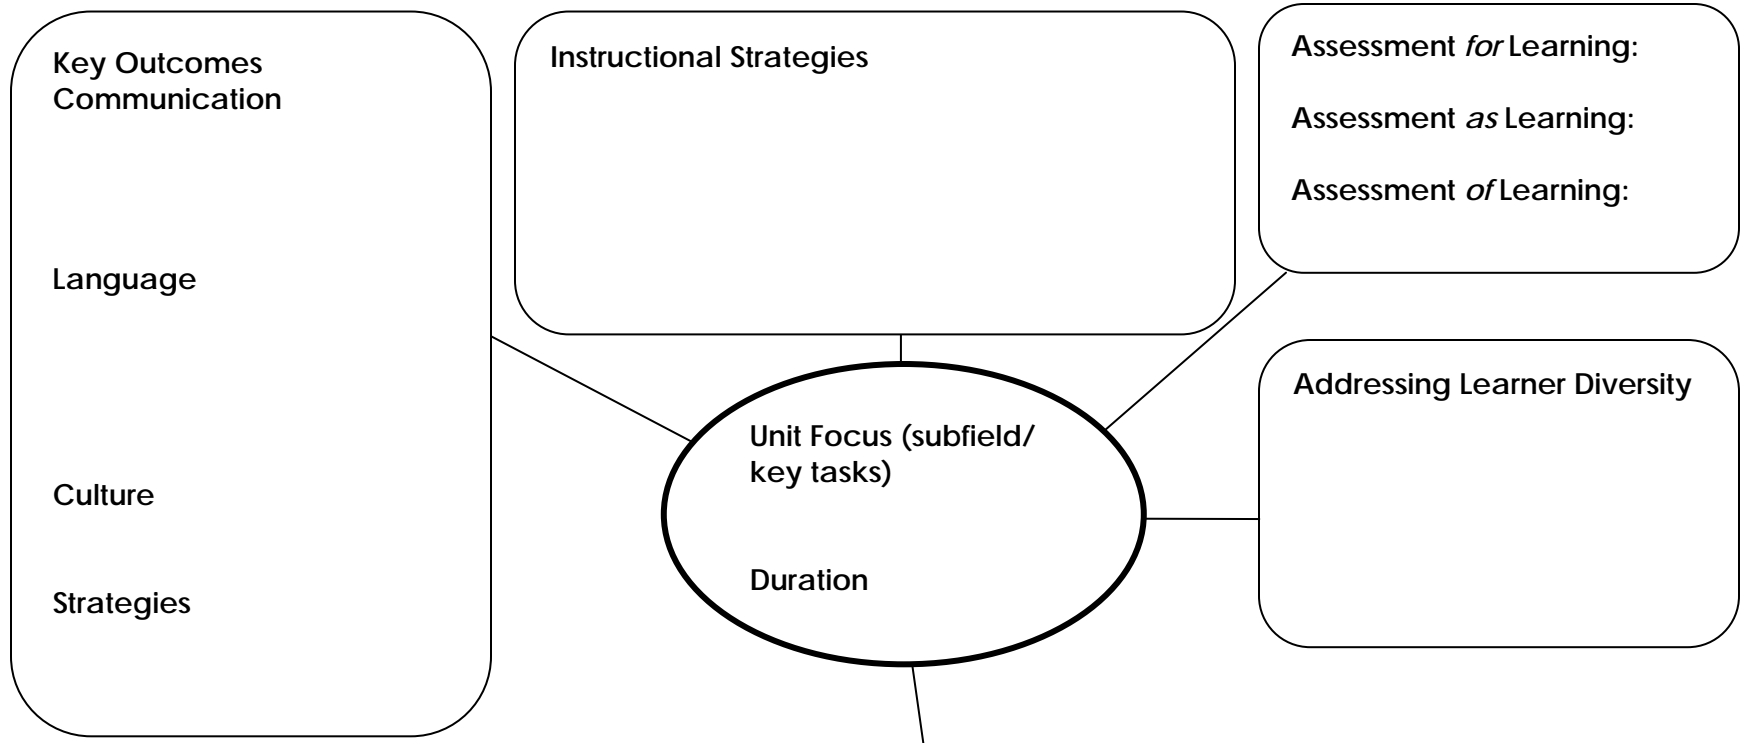 Key Outcomes
Communication
Language
Culture
Strategies
Instructional Strategies
Assessment for Learning:
Assessment as Learning:
Assessment of Learning:
Addressing Learner Diversity
Unit Focus (subfield/
key tasks)
Duration